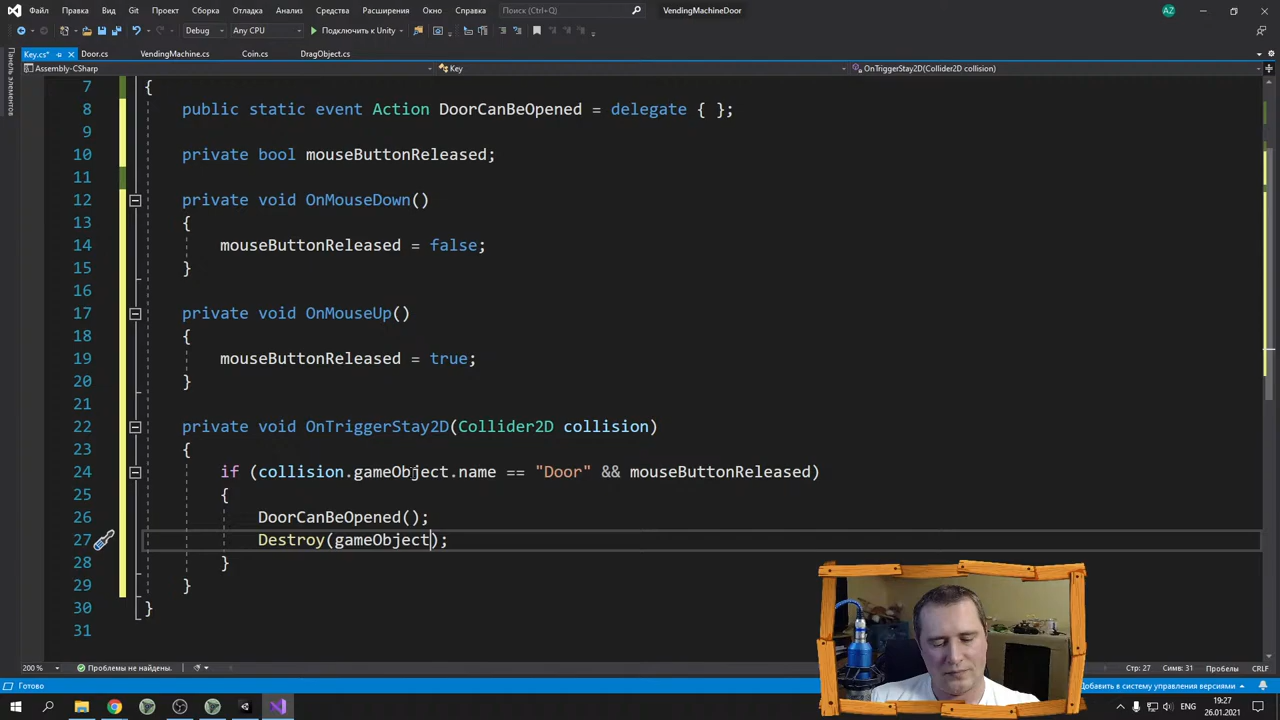 Файл Правка Вид Git Проект Сборка Отладка Анализ Средства Расширения Окно Справка Поиск (Ctrl+Q) VendingMachineDoor AZ
Debug Any CPU Подключить к Unity
Key.cs* Door.cs VendingMachine.cs Coin.cs DragObject.cs
Панель элементов
Assembly-CSharp Key OnTriggerStay2D(Collider2D collision)
7 {
8 public static event Action DoorCanBeOpened = delegate { };
9
10 private bool mouseButtonReleased;
11
12 private void OnMouseDown()
13 {
14 mouseButtonReleased = false;
15 }
16
17 private void OnMouseUp()
18 {
19 mouseButtonReleased = true;
20 }
21
22 private void OnTriggerStay2D(Collider2D collision)
23 {
24 if (collision.gameObject.name == "Door" && mouseButtonReleased)
25 {
26 DoorCanBeOpened();
27 Destroy(gameObject);
28 }
29 }
30 }
31
200 % Проблемы не найдены. Стр: 27 Симв: 31 Пробелы CRLF
Готово Добавить в систему управления версиями
ENG 19:27
26.01.2021